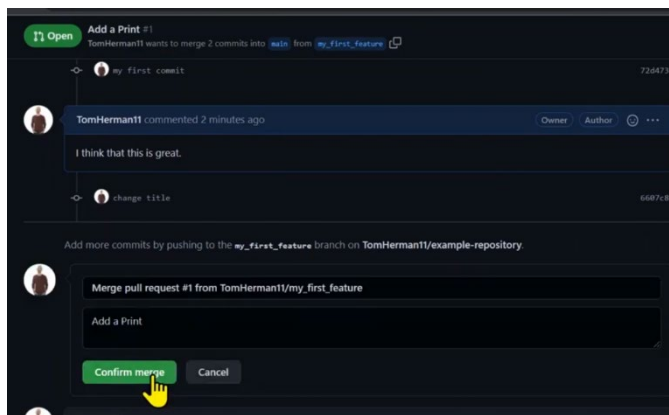 Open
Add a Print #1
TomHerman11 wants to merge 2 commits into main from my_first_feature
my first commit 72d473
TomHerman11 commented 2 minutes ago Owner Author
I think that this is great.
change title 6607c8
Add more commits by pushing to the my_first_feature branch on TomHerman11/example-repository.
Merge pull request #1 from TomHerman11/my_first_feature
Add a Print
Confirm merge Cancel